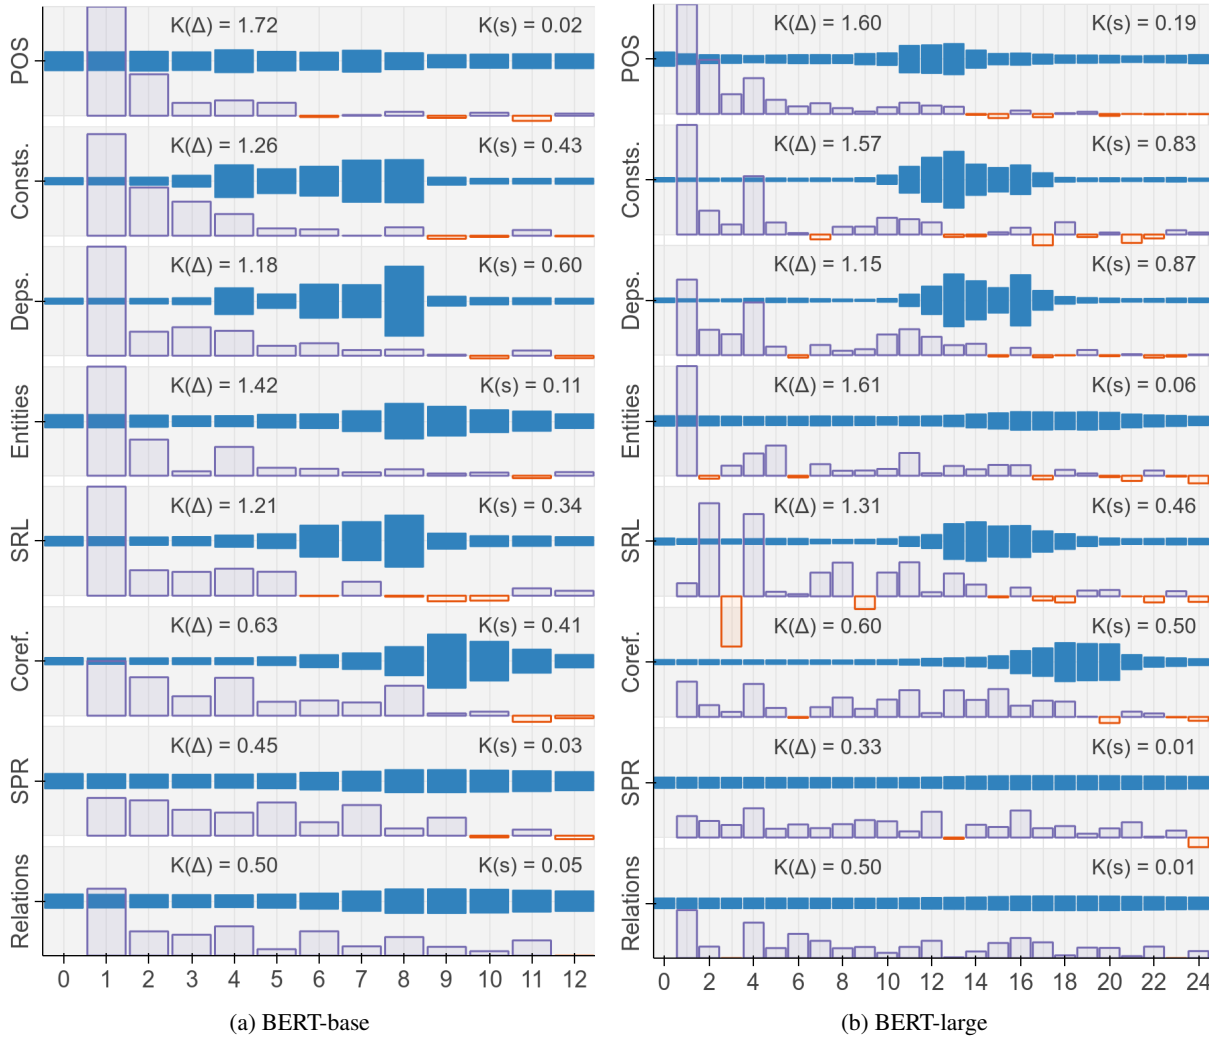 POS
K(Δ) = 1.72
K(s) = 0.02
Consts.
K(Δ) = 1.26
K(s) = 0.43
Deps.
K(Δ) = 1.18
K(s) = 0.60
Entities
K(Δ) = 1.42
K(s) = 0.11
SRL
K(Δ) = 1.21
K(s) = 0.34
Coref.
K(Δ) = 0.63
K(s) = 0.41
SPR
K(Δ) = 0.45
K(s) = 0.03
Relations
K(Δ) = 0.50
K(s) = 0.05
0 1 2 3 4 5 6 7 8 9 10 11 12
(a) BERT-base
POS
K(Δ) = 1.60
K(s) = 0.19
Consts.
K(Δ) = 1.57
K(s) = 0.83
Deps.
K(Δ) = 1.15
K(s) = 0.87
Entities
K(Δ) = 1.61
K(s) = 0.06
SRL
K(Δ) = 1.31
K(s) = 0.46
Coref.
K(Δ) = 0.60
K(s) = 0.50
SPR
K(Δ) = 0.33
K(s) = 0.01
Relations
K(Δ) = 0.50
K(s) = 0.01
0 2 4 6 8 10 12 14 16 18 20 22 24
(b) BERT-large